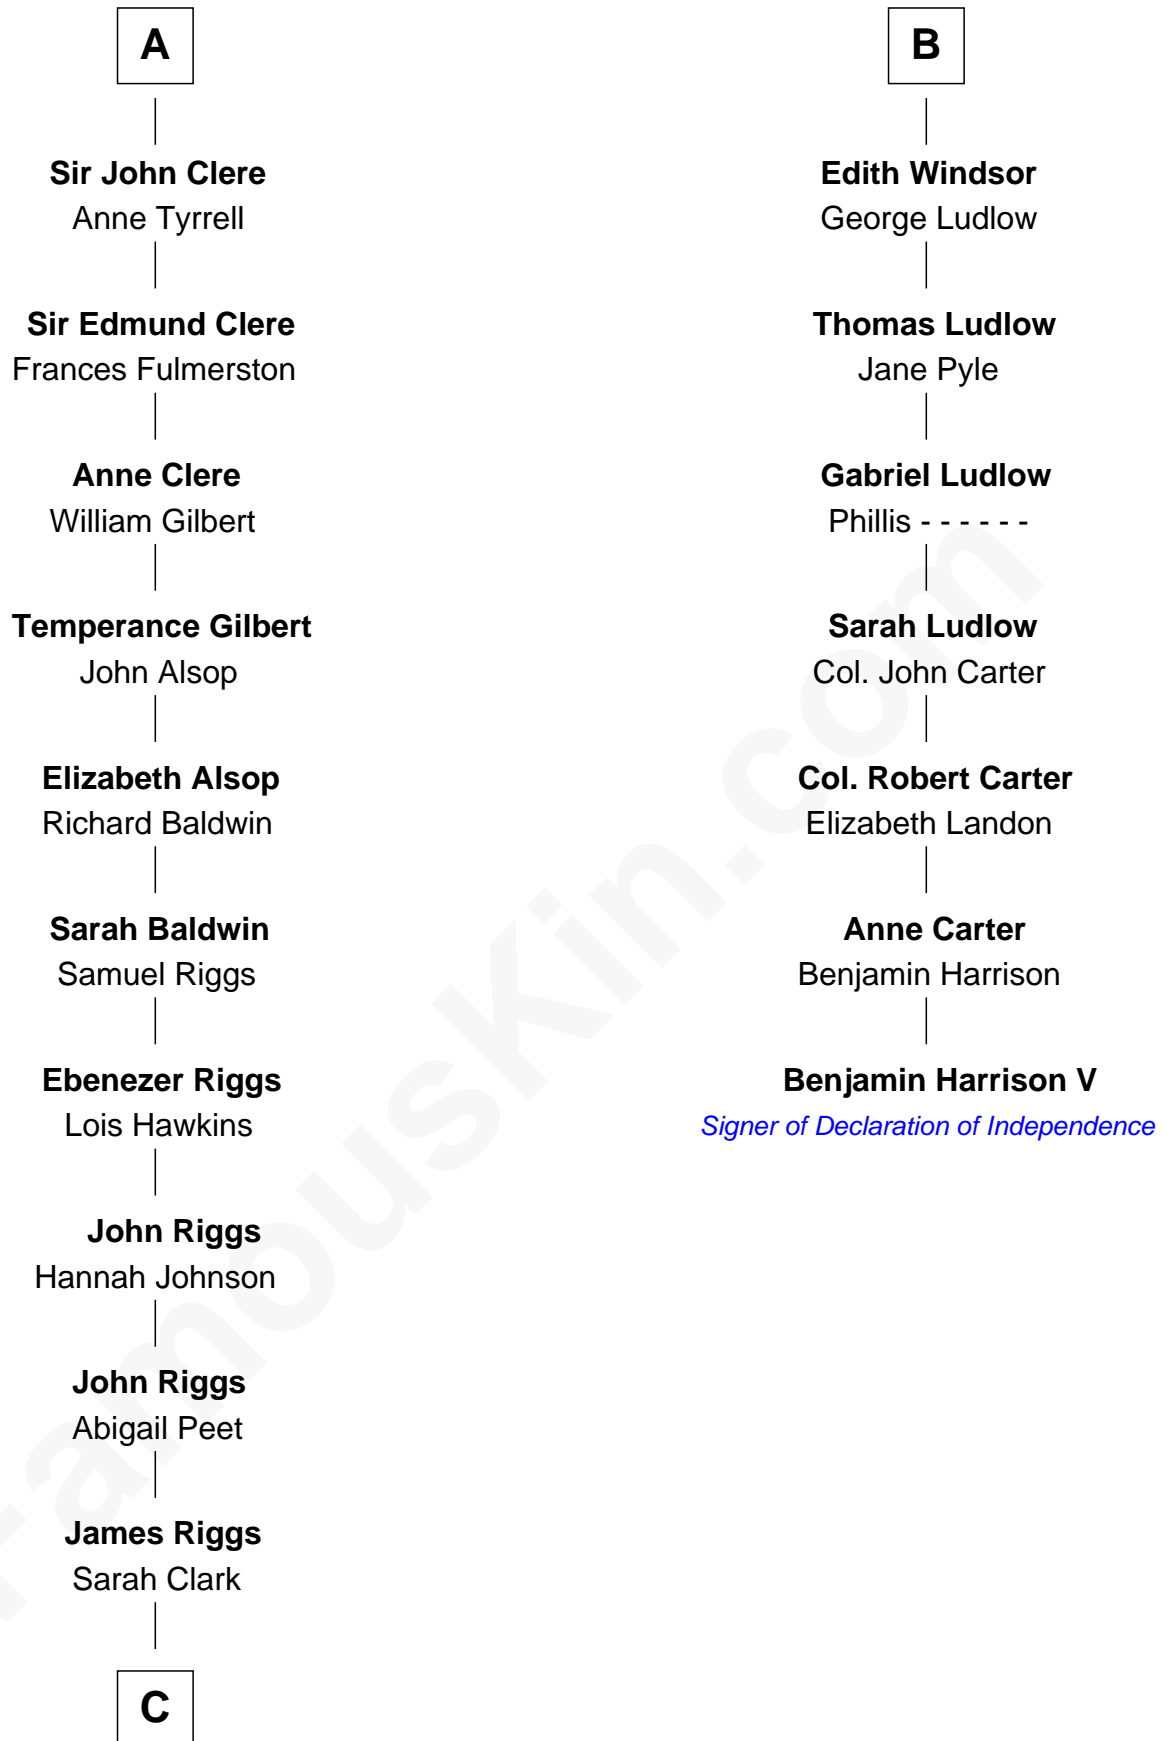 A
Sir John Clere
Anne Tyrrell
Sir Edmund Clere
Frances Fulmerston
Anne Clere
William Gilbert
Temperance Gilbert
John Alsop
Elizabeth Alsop
Richard Baldwin
Sarah Baldwin
Samuel Riggs
Ebenezer Riggs
Lois Hawkins
John Riggs
Hannah Johnson
John Riggs
Abigail Peet
James Riggs
Sarah Clark
C
B
Edith Windsor
George Ludlow
Thomas Ludlow
Jane Pyle
Gabriel Ludlow
Phillis - - - - - -
Sarah Ludlow
Col. John Carter
Col. Robert Carter
Elizabeth Landon
Anne Carter
Benjamin Harrison
Benjamin Harrison V
Signer of Declaration of Independence
FamousKin.com